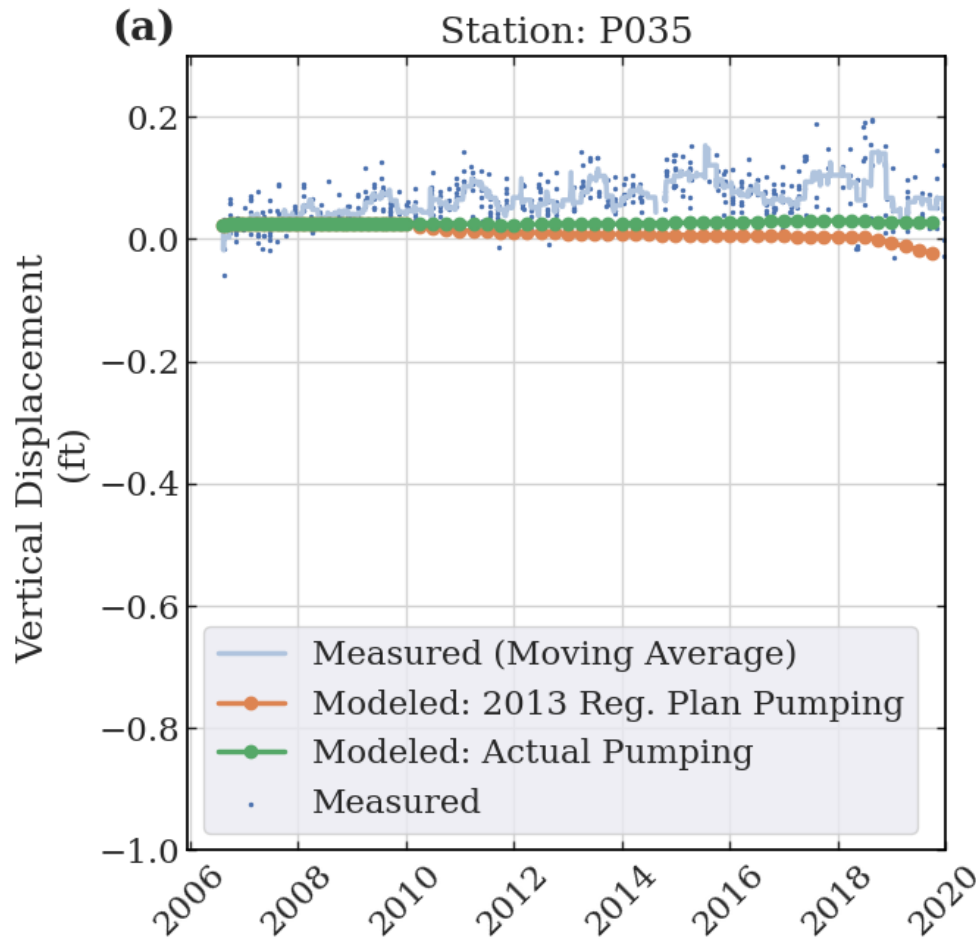 (a)
Station: P035
Vertical Displacement
(ft)
0.2
0.0
−0.2
−0.4
−0.6
−0.8
−1.0
Measured (Moving Average)
Modeled: 2013 Reg. Plan Pumping
Modeled: Actual Pumping
Measured
2006
2008
2010
2012
2014
2016
2018
2020